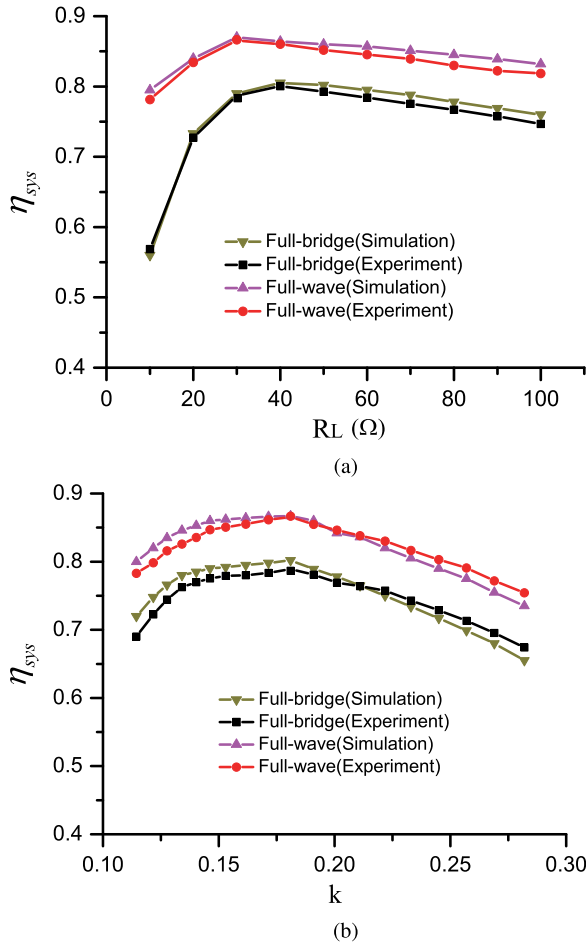 0.9
0.8
0.7
0.6
0.5
0.4
ηsys
Full-bridge(Simulation)
Full-bridge(Experiment)
Full-wave(Simulation)
Full-wave(Experiment)
0 20 40 60 80 100
RL (Ω)
(a)
0.9
0.8
0.7
0.6
0.5
0.4
ηsys
Full-bridge(Simulation)
Full-bridge(Experiment)
Full-wave(Simulation)
Full-wave(Experiment)
0.10 0.15 0.20 0.25 0.30
k
(b)